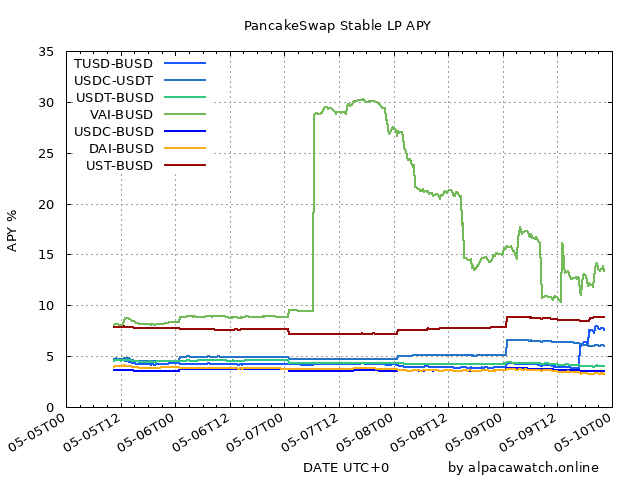 PancakeSwap Stable LP APY
35
30
25
20
15
10
5
0
APY %
TUSD-BUSD
USDC-USDT
USDT-BUSD
VAI-BUSD
USDC-BUSD
DAI-BUSD
UST-BUSD
05-05T00
05-05T12
05-06T00
05-06T12
05-07T00
05-07T12
05-08T00
05-08T12
05-09T00
05-09T12
05-10T00
DATE UTC+0
by alpacawatch.online